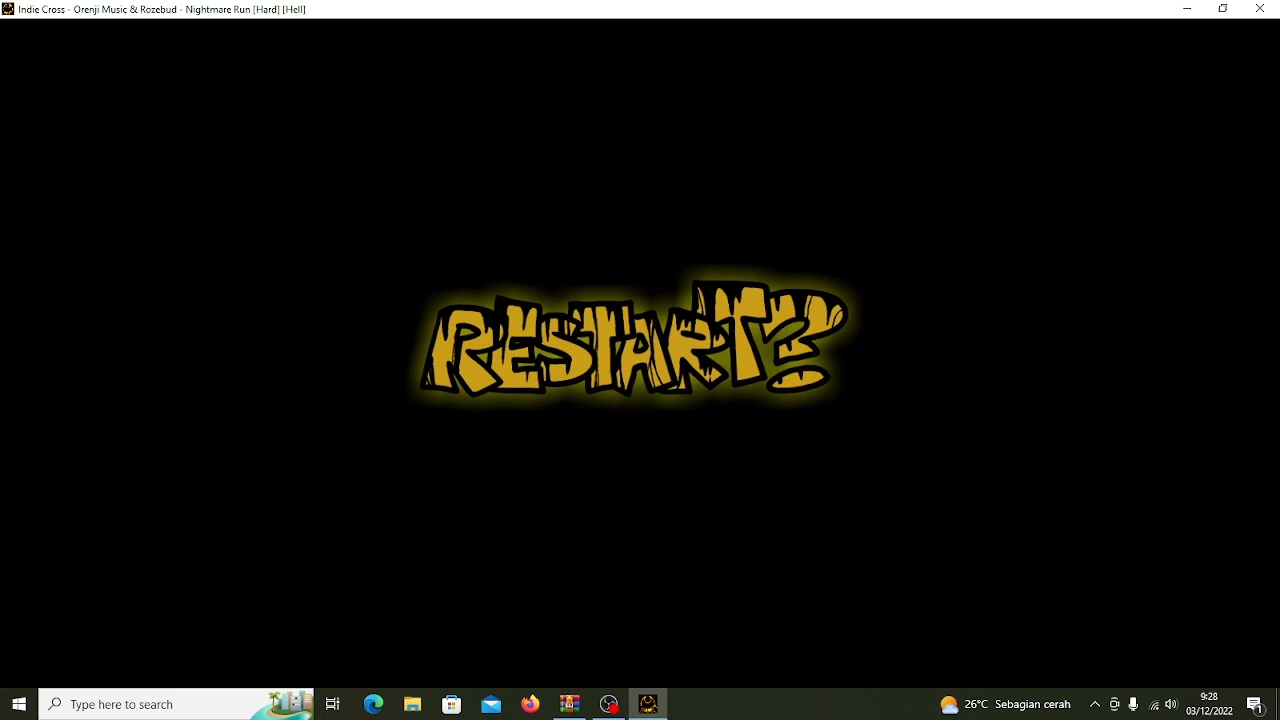 Indie Cross - Orenji Music & Rozebud - Nightmare Run [Hard] [Hell]
RESTART?
Type here to search
26°C Sebagian cerah
9:28
03/12/2022
1